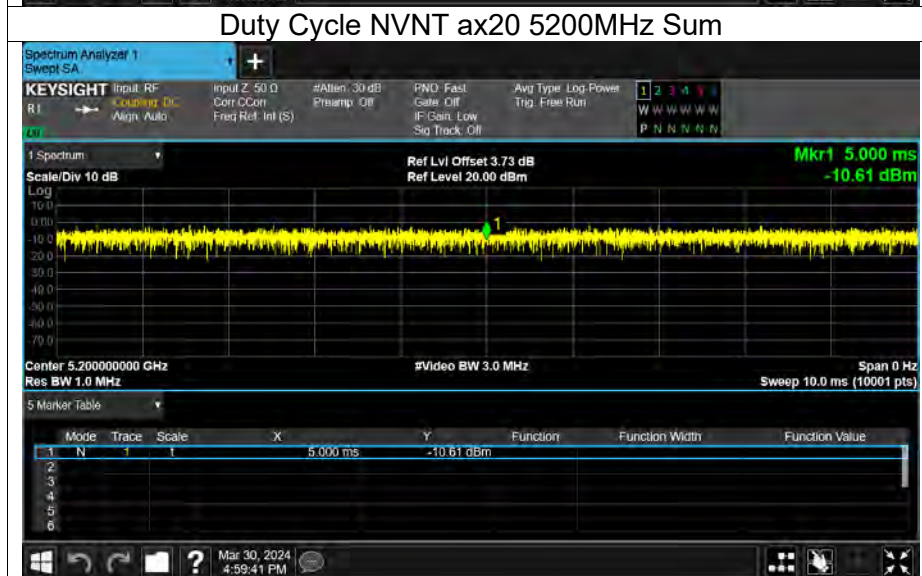 Duty Cycle NVNT ax20 5200MHz Sum
Spectrum Analyzer 1
Swept SA
+
KEYSIGHT Input: RF Input Z: 50 Ω #Atten: 30 dB PNO: Fast Avg Type: Log-Power 1 2 3 4 5 6
R L Coupling: DC Corr CCorr Preamp: Off Gate: Off Trig: Free Run W W W W W W
Align: Auto Freq Ref: Int (S) IF Gain: Low
Sig Track: Off P N N N N N
LXI
1 Spectrum Ref Lvl Offset 3.73 dB Mkr1 5.000 ms
Scale/Div 10 dB Ref Level 20.00 dBm -10.61 dBm
Log
10.0
0.00
-10.0
-20.0
-30.0
-40.0
-50.0
-60.0
-70.0
1
Center 5.200000000 GHz #Video BW 3.0 MHz Span 0 Hz
Res BW 1.0 MHz Sweep 10.0 ms (10001 pts)
5 Marker Table
Mode Trace Scale X Y Function Function Width Function Value
1 N 1 t 5.000 ms -10.61 dBm
2
3
4
5
6
? Mar 30, 2024
4:59:41 PM